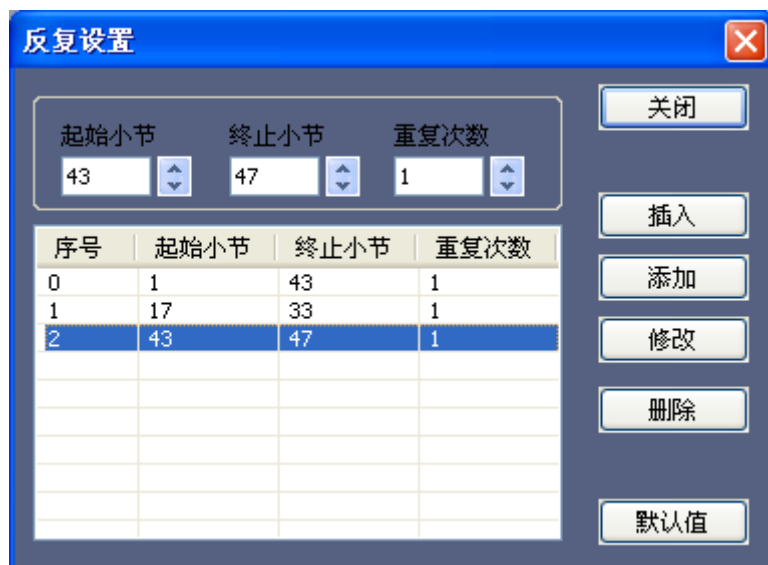 反复设置
关闭
起始小节 终止小节 重复次数
43 47 1
插入
序号 起始小节 终止小节 重复次数
添加
0 1 43 1
1 17 33 1
2 43 47 1
修改
删除
默认值